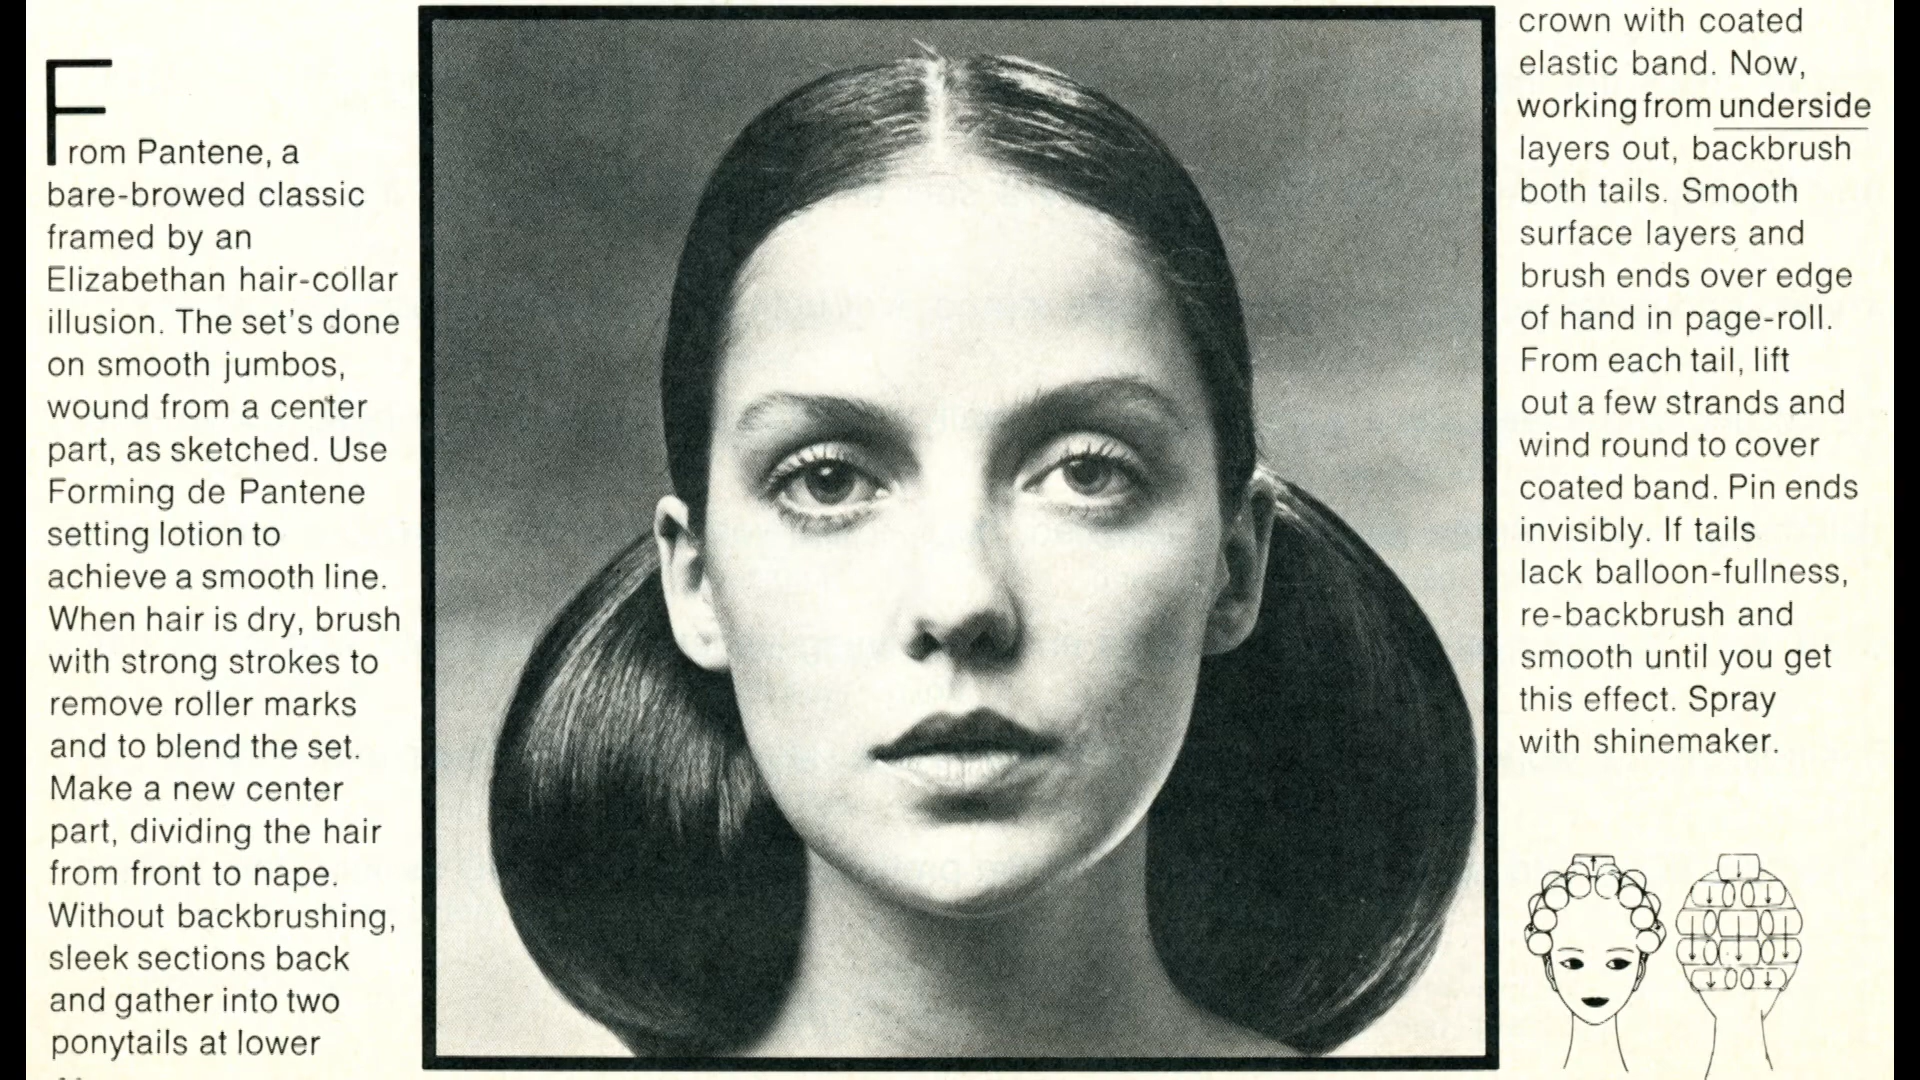 From Pantene, a
bare-browed classic
framed by an
Elizabethan hair-collar
illusion. The set's done
on smooth jumbos,
wound from a center
part, as sketched. Use
Forming de Pantene
setting lotion to
achieve a smooth line.
When hair is dry, brush
with strong strokes to
remove roller marks
and to blend the set.
Make a new center
part, dividing the hair
from front to nape.
Without backbrushing,
sleek sections back
and gather into two
ponytails at lower
crown with coated
elastic band. Now,
working from underside
layers out, backbrush
both tails. Smooth
surface layers and
brush ends over edge
of hand in page-roll.
From each tail, lift
out a few strands and
wind round to cover
coated band. Pin ends
invisibly. If tails
lack balloon-fullness,
re-backbrush and
smooth until you get
this effect. Spray
with shinemaker.